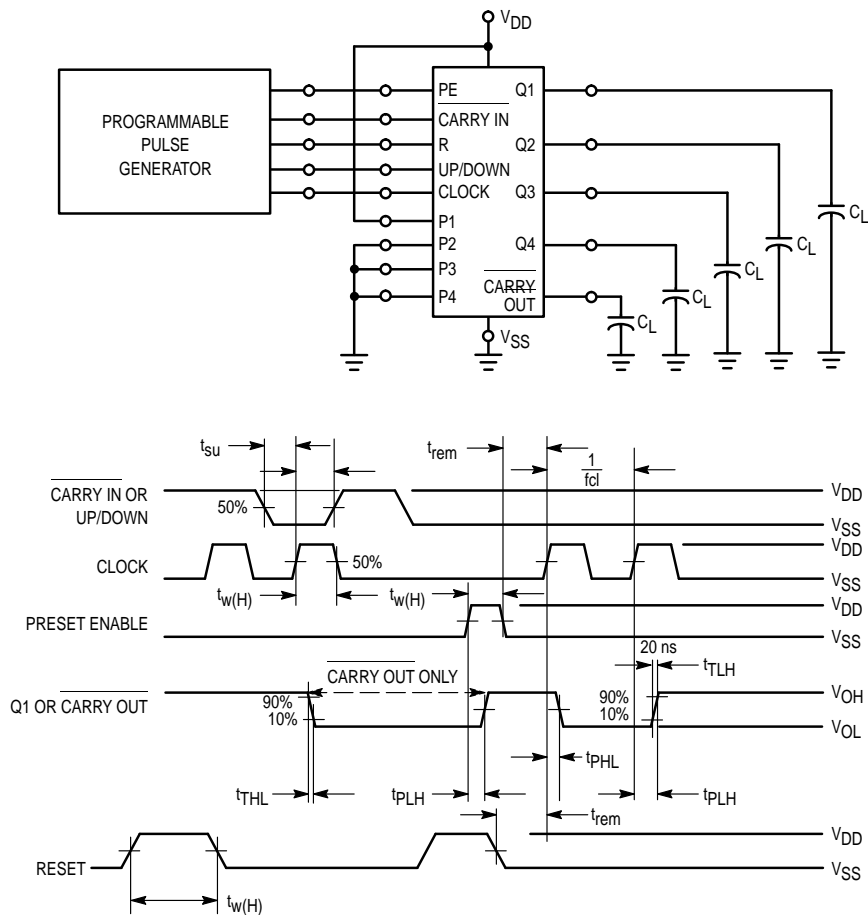 VDD
PROGRAMMABLE
PULSE
GENERATOR
PE
CARRY IN
R
UP/DOWN
CLOCK
P1
P2
P3
P4
Q1
Q2
Q3
Q4
CARRY
OUT
VSS
CL
CL
CL
CL
CL
tsu
trem
1
fcl
CARRY IN OR
UP/DOWN
50%
VDD
VSS
CLOCK
50%
VDD
VSS
tw(H)
tw(H)
PRESET ENABLE
VDD
VSS
20 ns
tTLH
CARRY OUT ONLY
Q1 OR CARRY OUT
90%
10%
90%
10%
VOH
VOL
tPHL
tTHL
tPLH
tPLH
trem
RESET
VDD
VSS
tw(H)